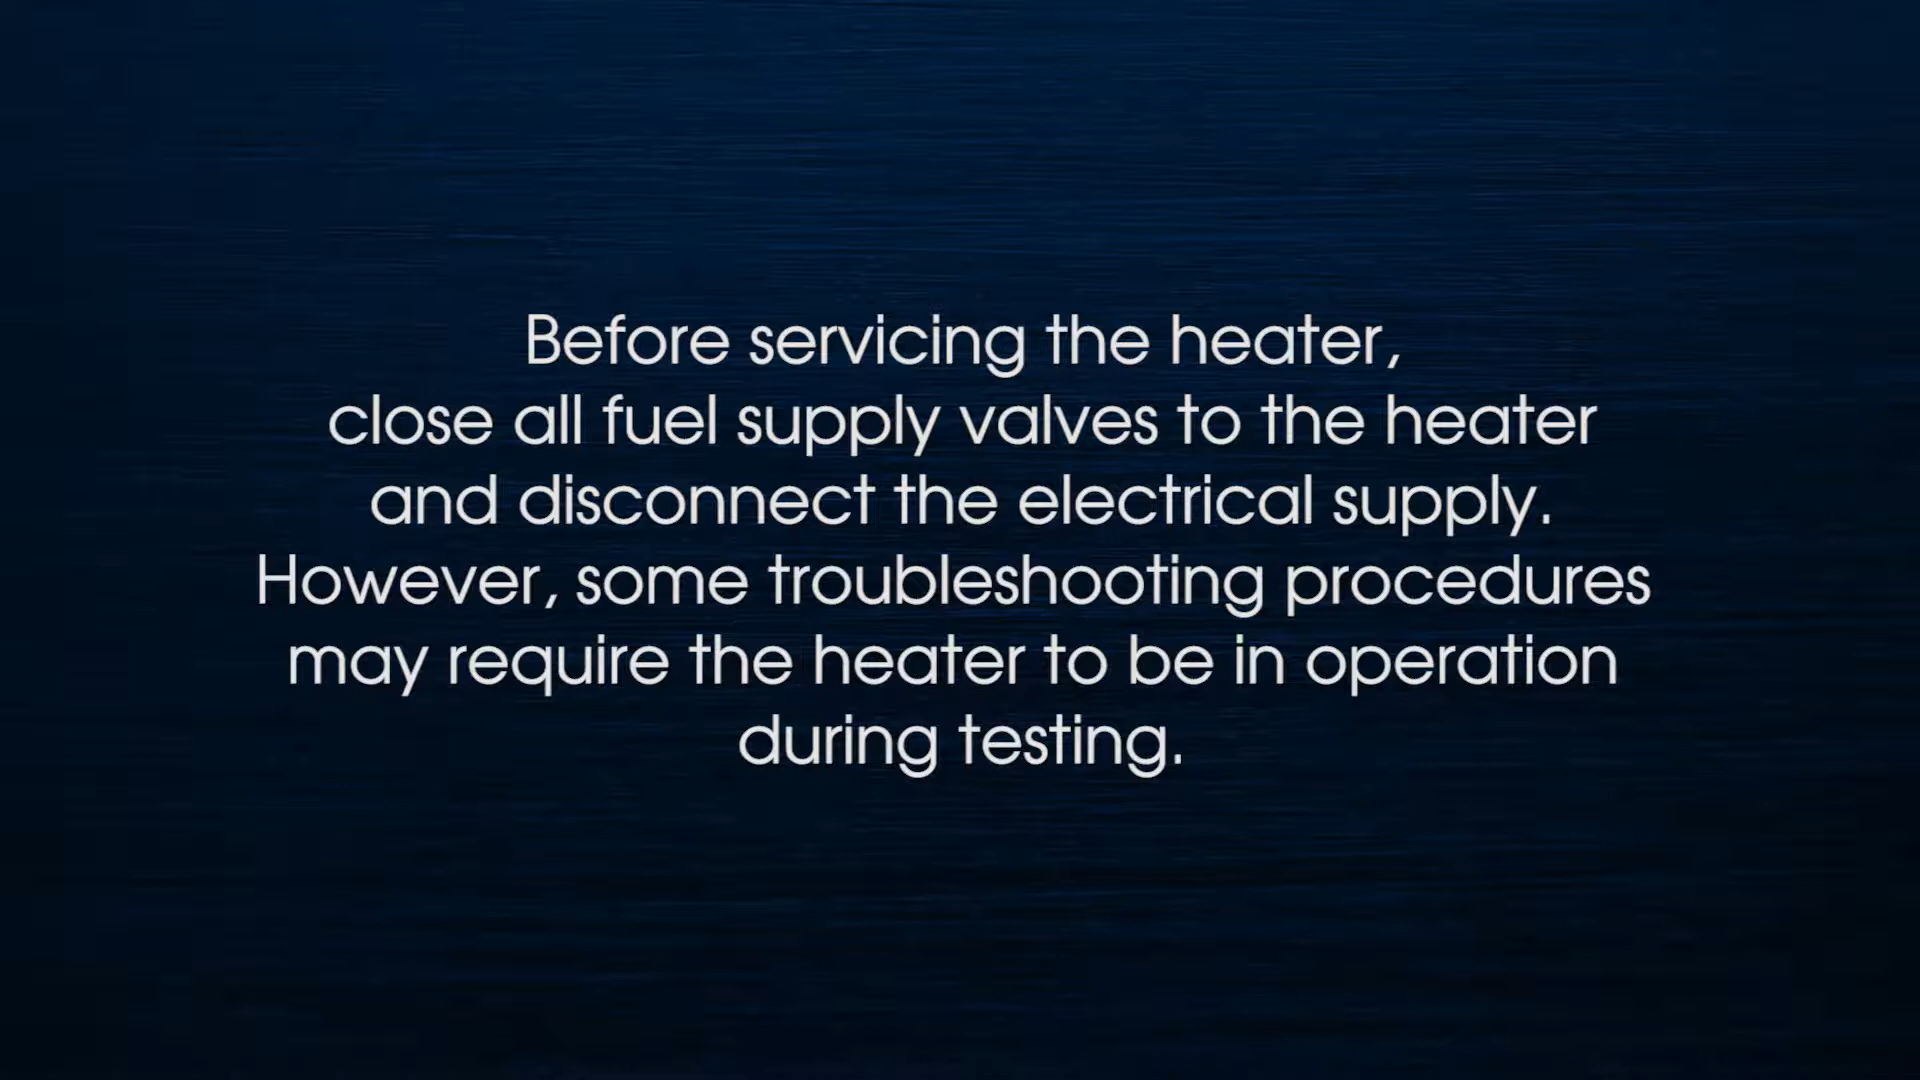 Before servicing the heater,
close all fuel supply valves to the heater
and disconnect the electrical supply.
However, some troubleshooting procedures
may require the heater to be in operation
during testing.